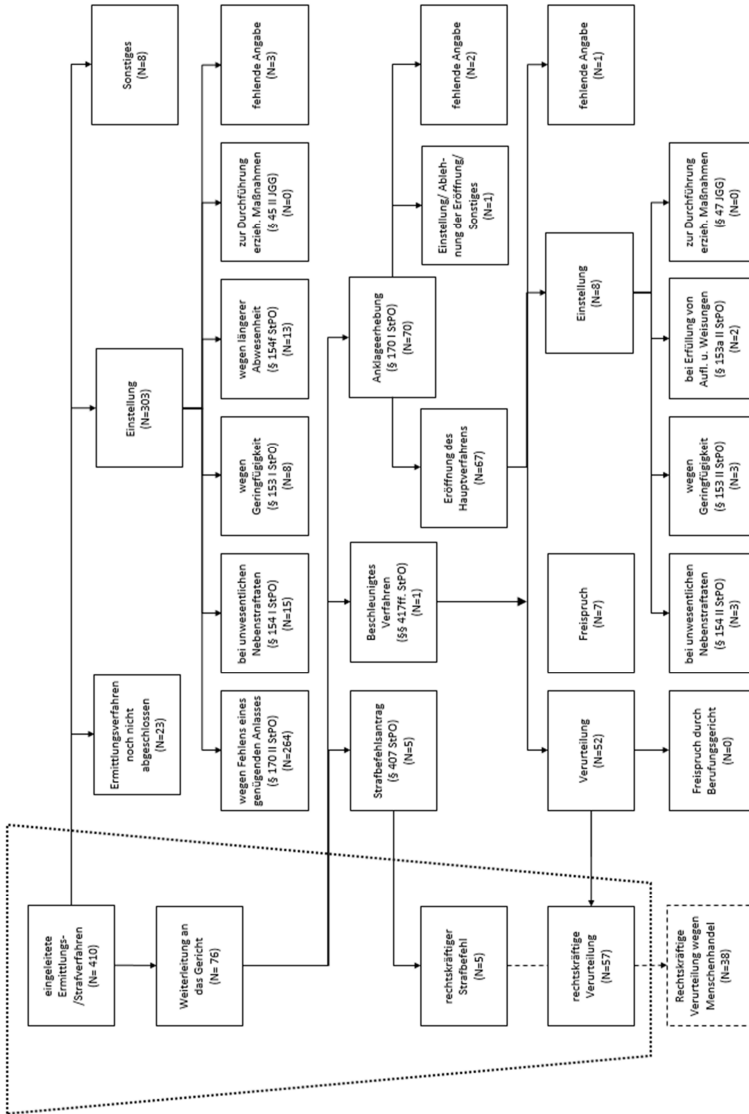 eingeleitete
Ermittlungs-
/Strafverfahren
(N= 410)
Ermittlungsverfahren
noch nicht
abgeschlossen
(N=23)
Einstellung
(N=303)
Sonstiges
(N=8)
Weiterleitung an
das Gericht
(N= 76)
wegen Fehlens eines
genügenden Anlasses
(§ 170 II StPO)
(N=264)
bei unwesentlichen
Nebenstraftaten
(§ 154 I StPO)
(N=15)
wegen
Geringfügigkeit
(§ 153 I StPO)
(N=8)
wegen längerer
Abwesenheit
(§ 154f StPO)
(N=13)
zur Durchführung
erzieh. Maßnahmen
(§ 45 II JGG)
(N=0)
fehlende Angabe
(N=3)
Strafbefehlsantrag
(§ 407 StPO)
(N=5)
Beschleunigtes
Verfahren
(§§ 417ff. StPO)
(N=1)
Anklageerhebung
(§ 170 I StPO)
(N=70)
rechtskräftiger
Strafbefehl
(N=5)
Eröffnung des
Hauptverfahrens
(N=67)
Einstellung/ Ableh-
nung der Eröffnung/
Sonstiges
(N=1)
fehlende Angabe
(N=2)
rechtskräftige
Verurteilung
(N=57)
Verurteilung
(N=52)
Freispruch
(N=7)
Einstellung
(N=8)
fehlende Angabe
(N=1)
Rechtskräftige
Verurteilung wegen
Menschenhandel
(N=38)
Freispruch durch
Berufungsgericht
(N=0)
bei unwesentlichen
Nebenstraftaten
(§ 154 II StPO)
(N=3)
wegen
Geringfügigkeit
(§ 153 II StPO)
(N=3)
bei Erfüllung von
Aufl. u. Weisungen
(§ 153a II StPO)
(N=2)
zur Durchführung
erzieh. Maßnahmen
(§ 47 JGG)
(N=0)